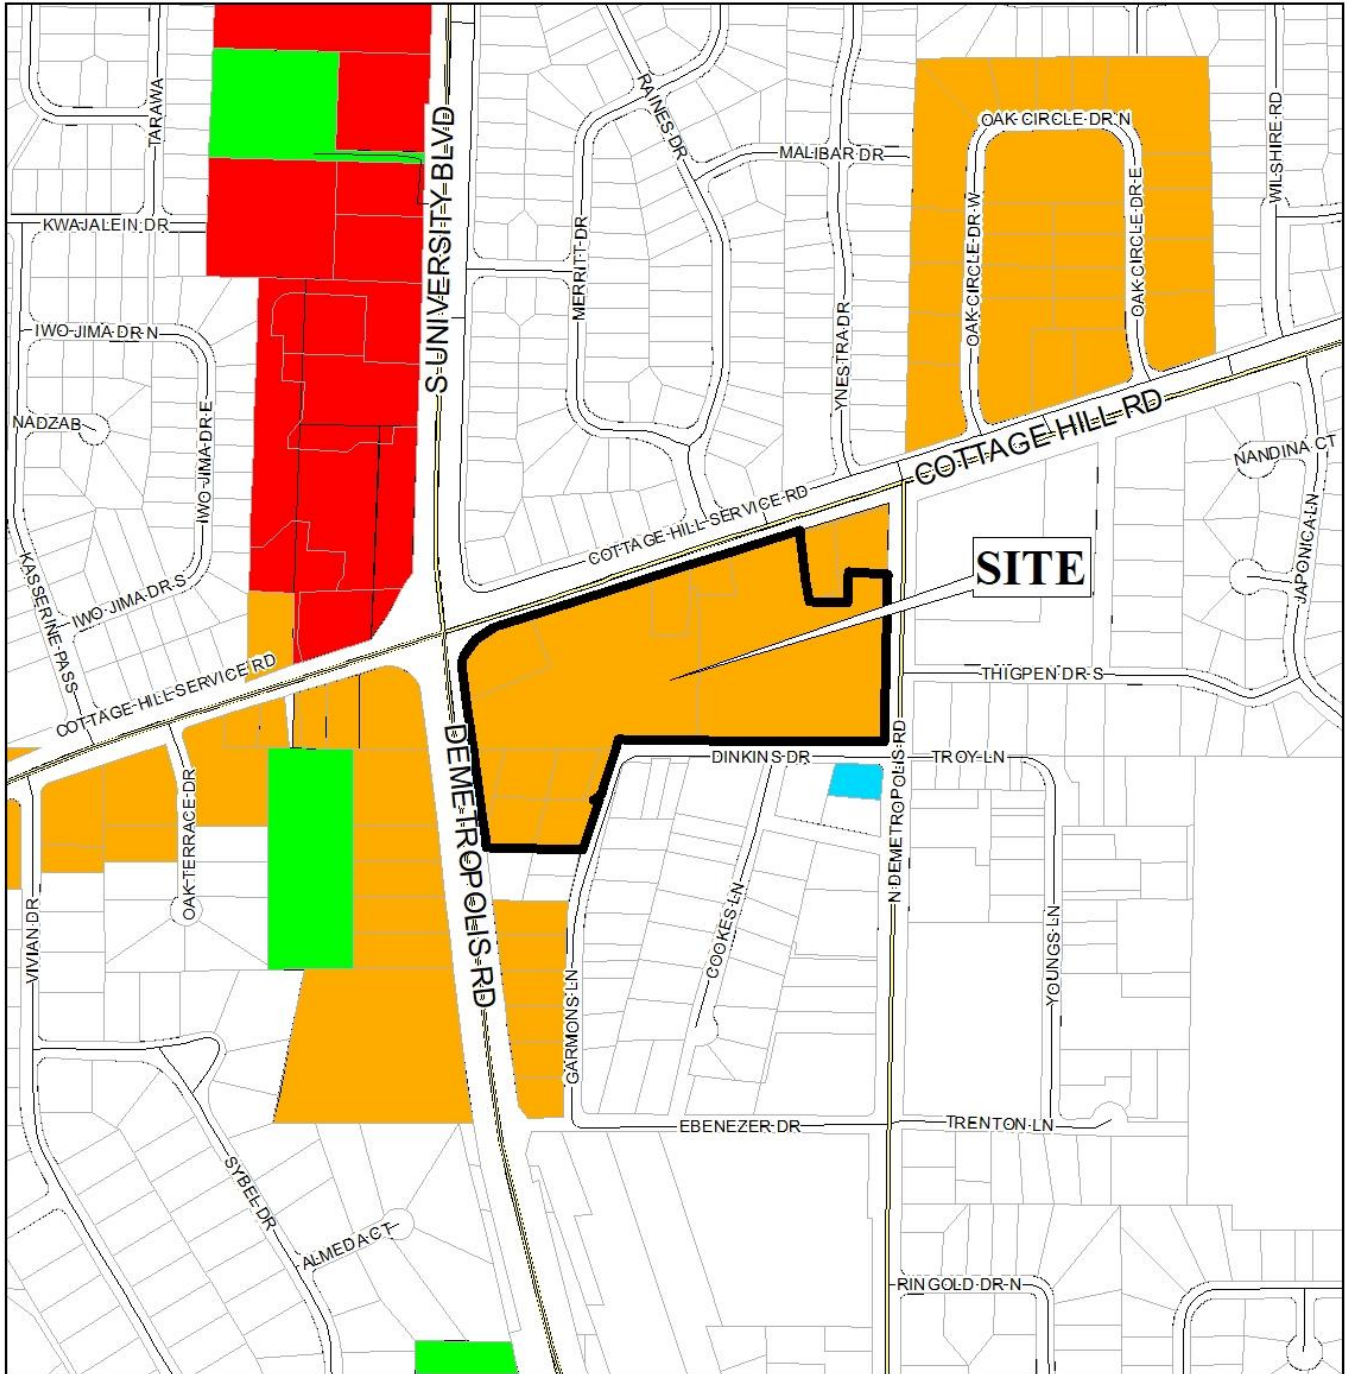 TARAWA
S UNIVERSITY BLVD
RAINES DR
OAK CIRCLE DR N
WILSHIRE RD
MALIBAR DR
KWAJALEIN DR
MERRITT DR
OAK CIRCLE DR W
OAK CIRCLE DR E
IWO JIMA DR N
YNESTRA DR
NADZAB
IWO JIMA DR E
COTTAGE HILL RD
NANDINA CT
COTTAGE HILL SERVICE RD
JAPONICA LN
SITE
KASSERINE PASS
IWO JIMA DR S
COTTAGE HILL SERVICE RD
THIGPEN DR S
DEMETROPOLIS RD
DINKINS DR
N DEMETROPOLIS RD
TROY LN
OAK TERRACE DR
VIVIAN DR
COOKES LN
YOUNGS LN
GARMONS LN
EBENEZER DR
TRENTON LN
SYBEL DR
ALMEDA CT
RINGOLD DR N